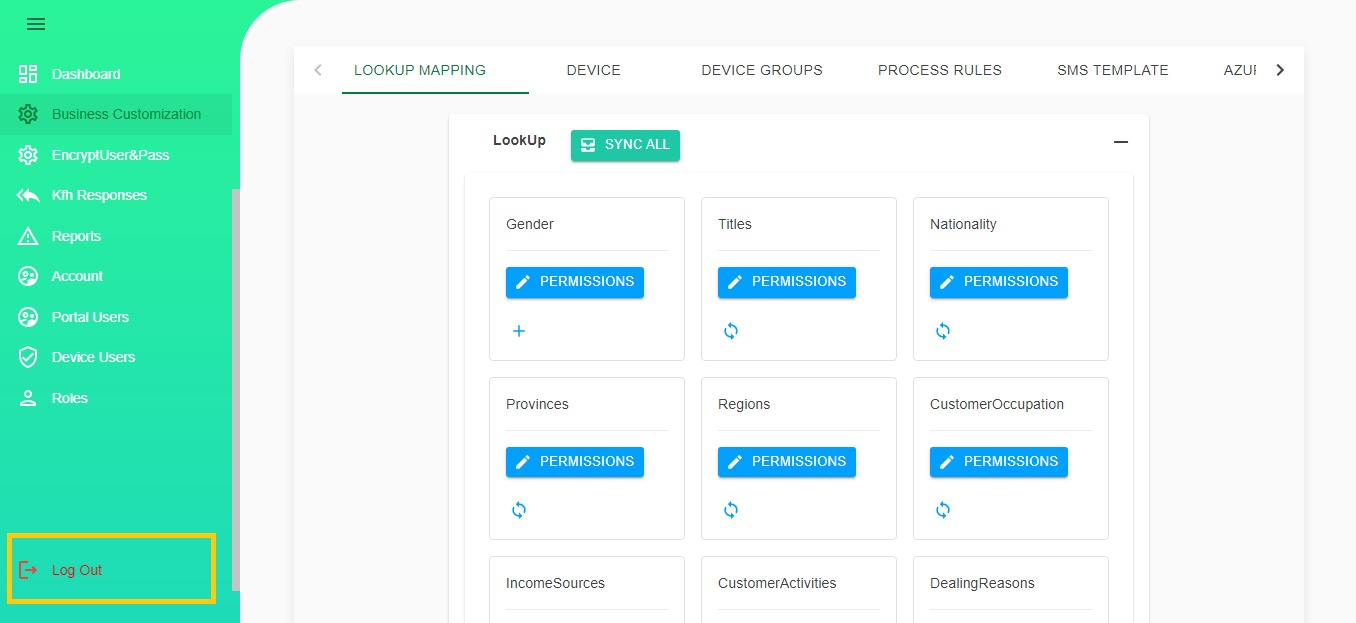 Dashboard
Business Customization
EncryptUser&Pass
Kfh Responses
Reports
Account
Portal Users
Device Users
Roles
Log Out
LOOKUP MAPPING DEVICE DEVICE GROUPS PROCESS RULES SMS TEMPLATE
LookUp SYNC ALL
Gender Titles Nationality
PERMISSIONS PERMISSIONS PERMISSIONS
Provinces Regions CustomerOccupation
PERMISSIONS PERMISSIONS PERMISSIONS
IncomeSources CustomerActivities DealingReasons